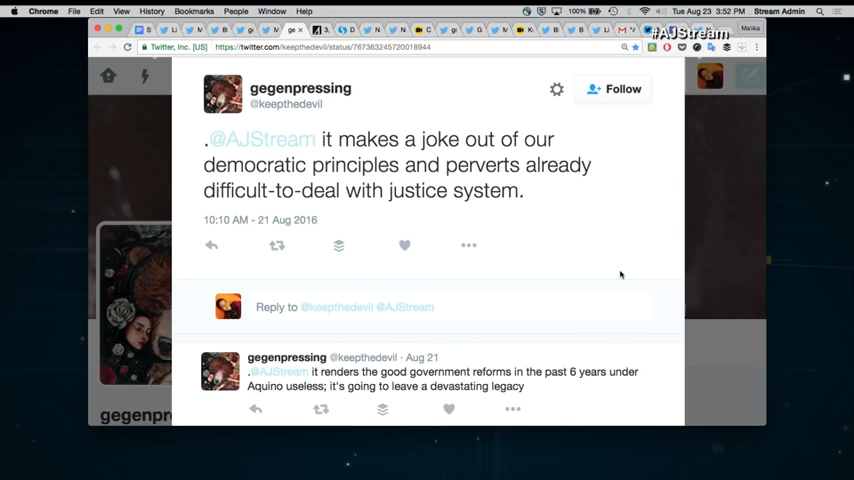 Chrome File Edit View History Bookmarks People Window Help
100% Tue Aug 23 3:52 PM Stream Admin
#AJStream
Malika
Twitter, Inc. [US] https://twitter.com/keepthedevil/status/767363245720018944
gegenpressing
@keepthedevil
Follow
.@AJStream it makes a joke out of our
democratic principles and perverts already
difficult-to-deal with justice system.
10:10 AM - 21 Aug 2016
Reply to @keepthedevil @AJStream
gegenpressing @keepthedevil · Aug 21
.@AJStream it renders the good government reforms in the past 6 years under
Aquino useless; it's going to leave a devastating legacy
gegenpr